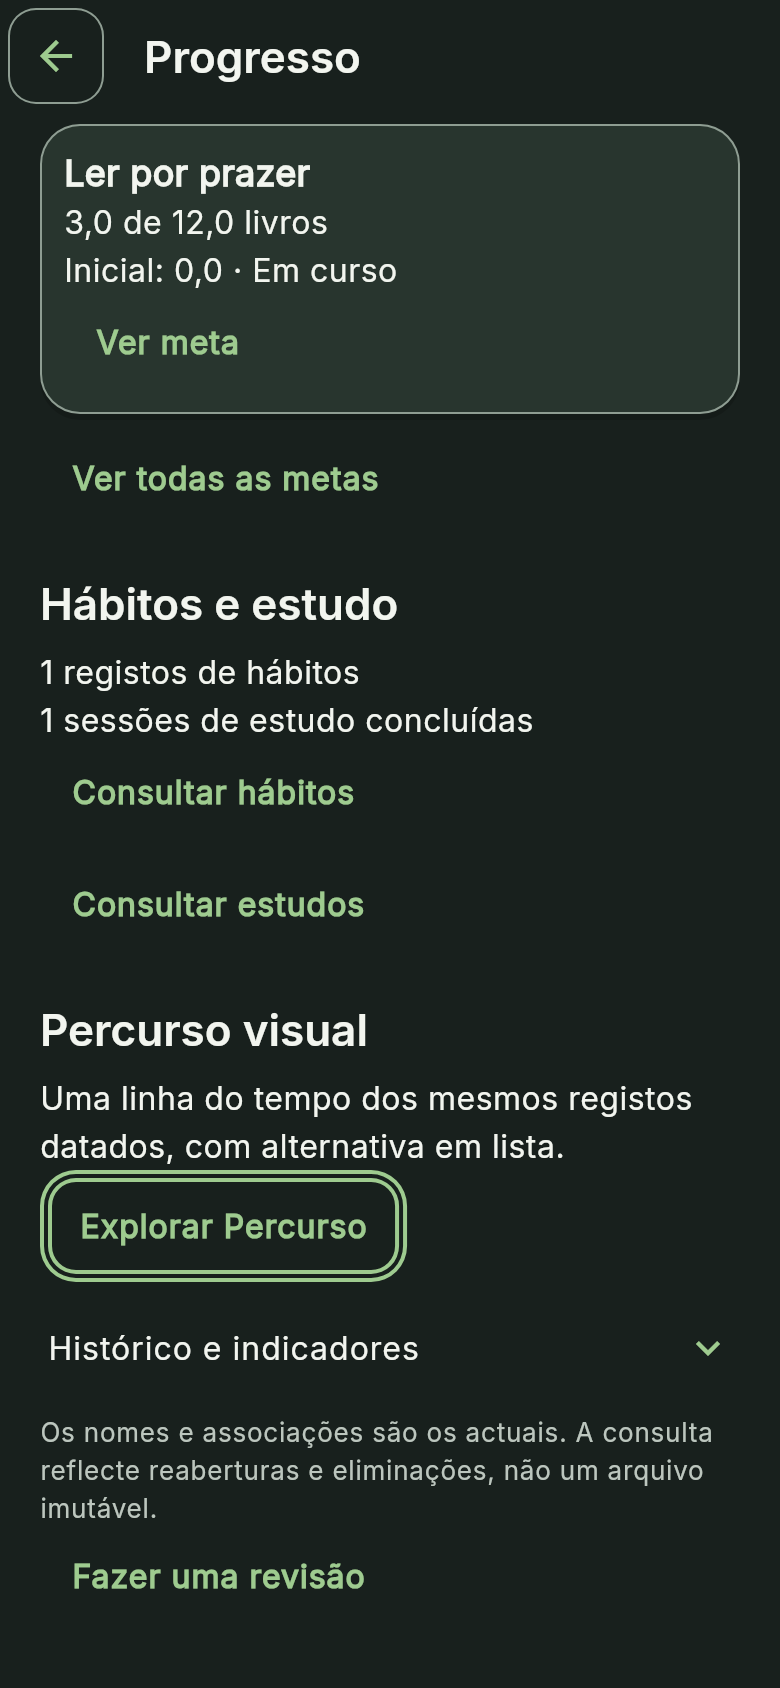 Progresso
Ler por prazer
3,0 de 12,0 livros
Inicial: 0,0 · Em curso
Ver meta
Ver todas as metas
Hábitos e estudo
1 registos de hábitos
1 sessões de estudo concluídas
Consultar hábitos
Consultar estudos
Percurso visual
Uma linha do tempo dos mesmos registos
datados, com alternativa em lista.
Explorar Percurso
Histórico e indicadores
Os nomes e associações são os actuais. A consulta
reflecte reaberturas e eliminações, não um arquivo
imutável.
Fazer uma revisão